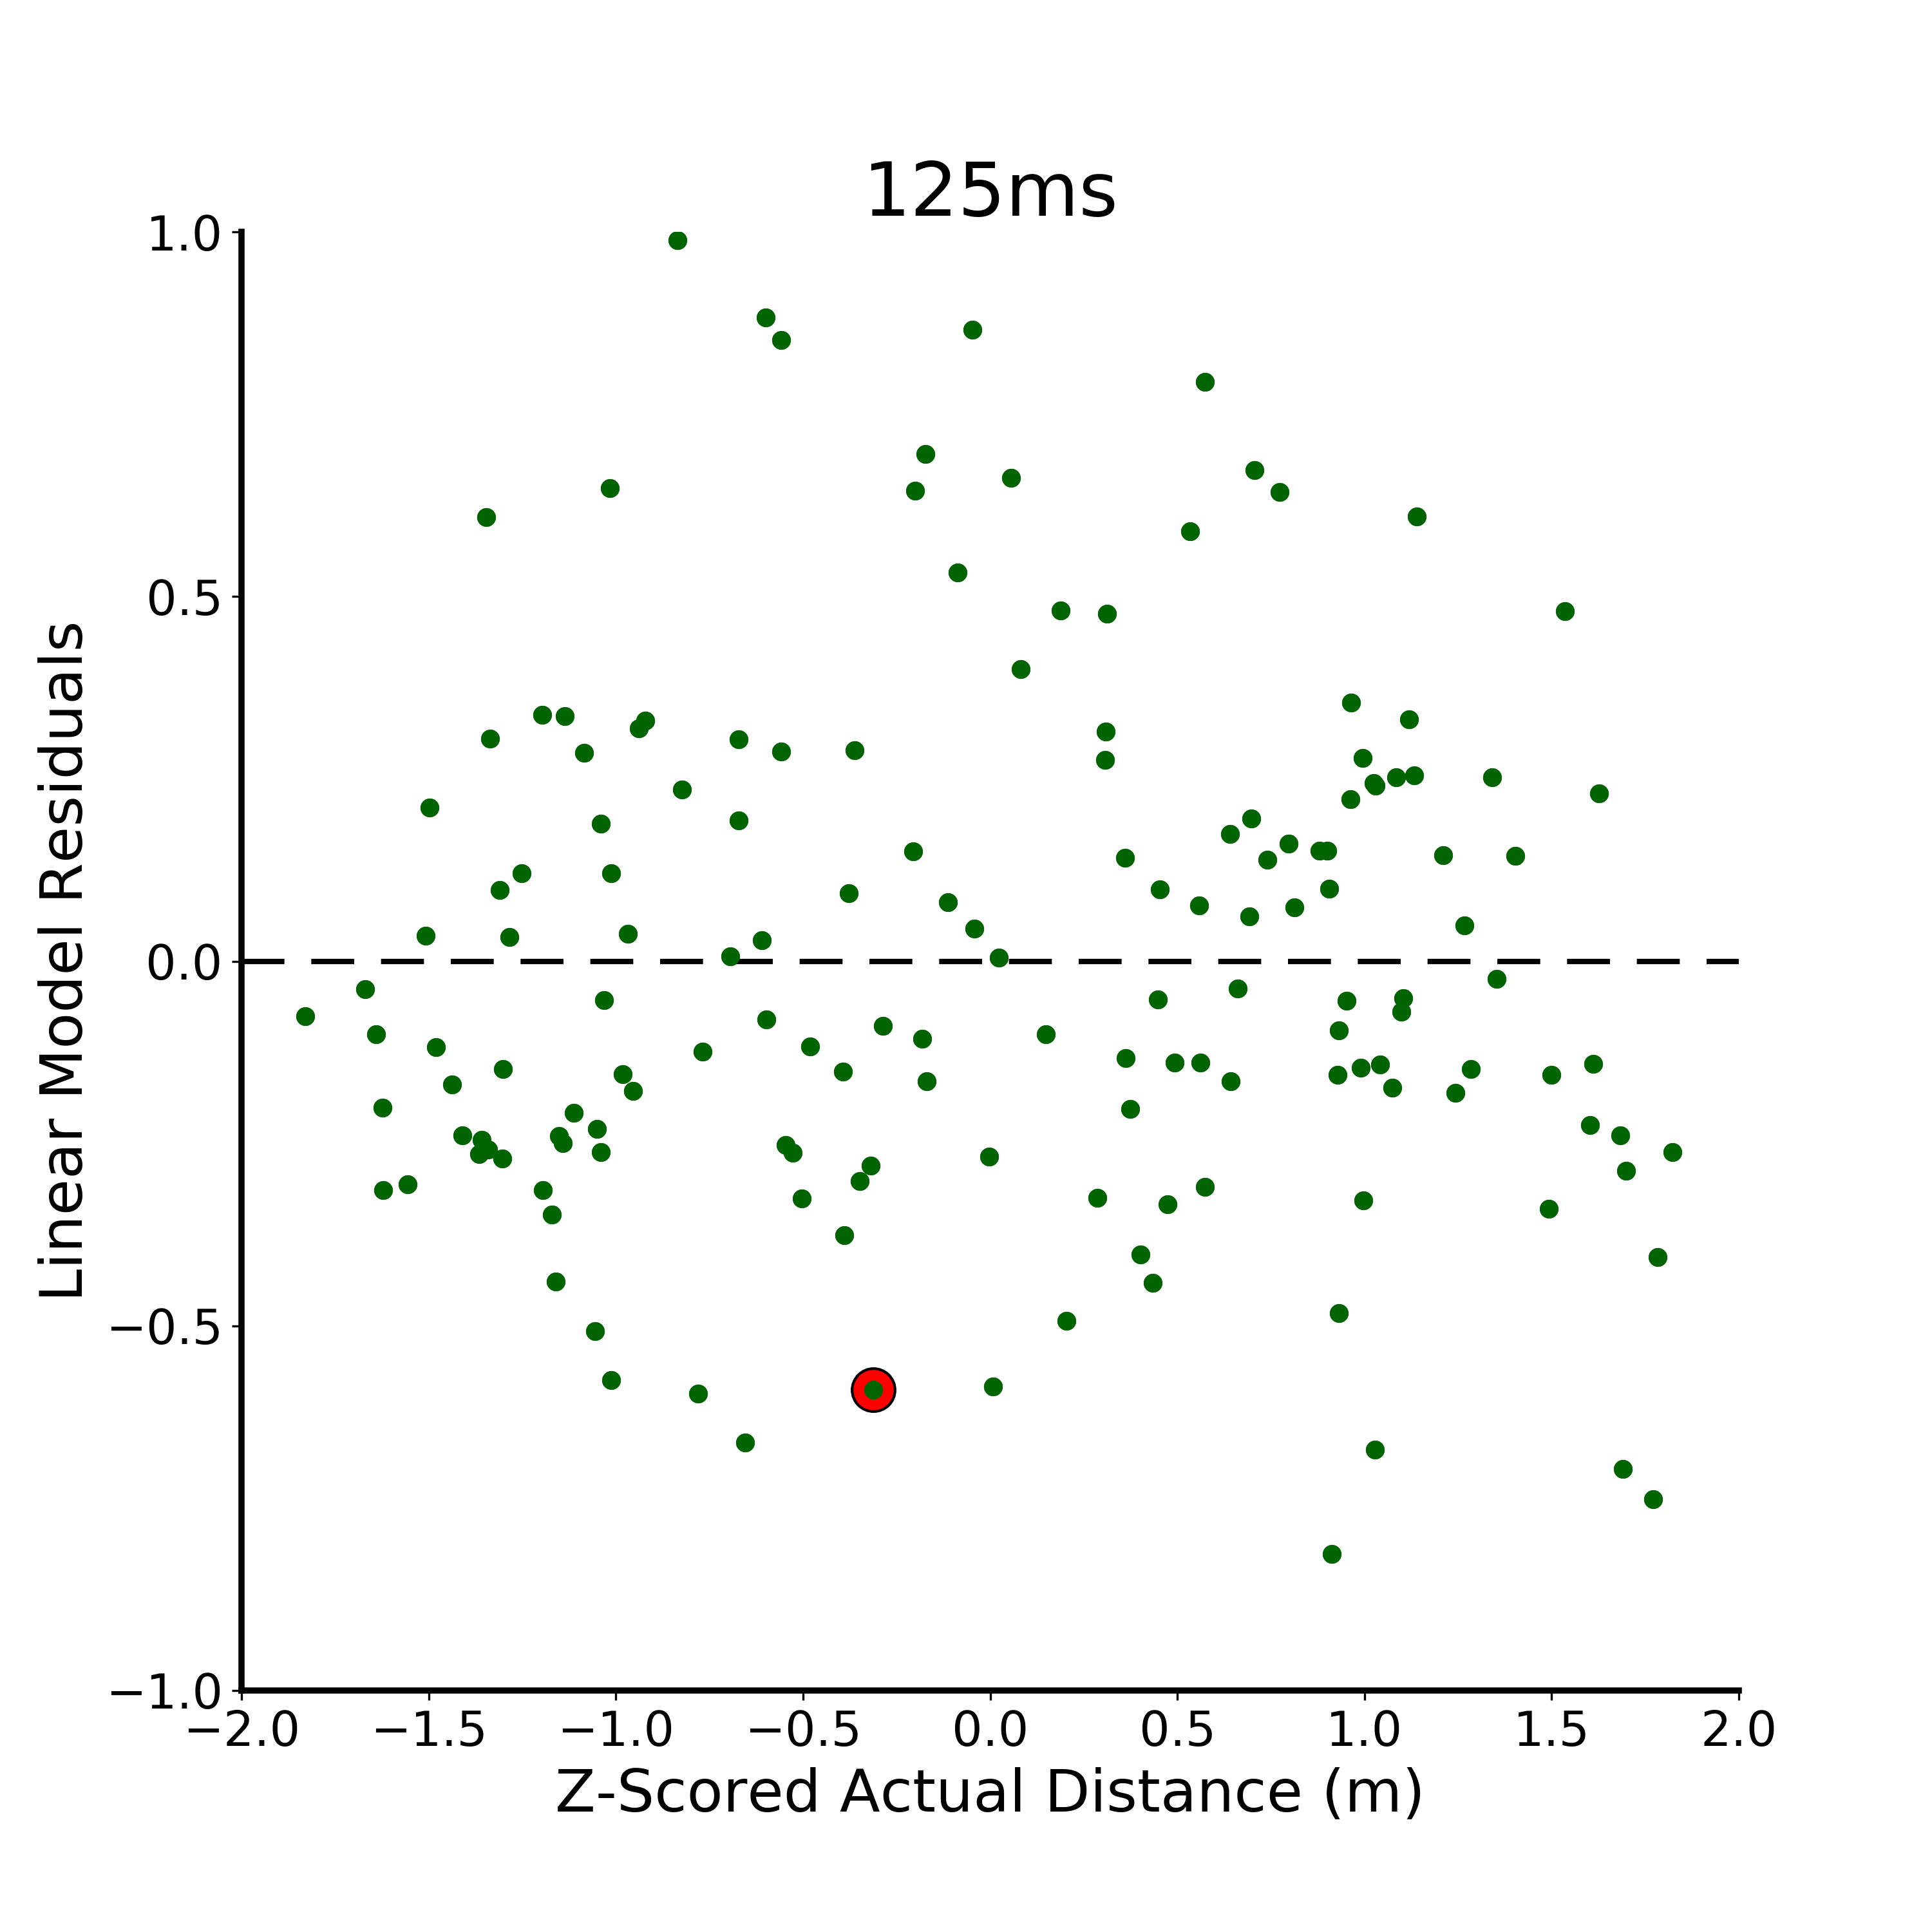 125ms
1.0
0.5
0.0
−0.5
−1.0
Linear Model Residuals
−2.0 −1.5 −1.0 −0.5 0.0 0.5 1.0 1.5 2.0
Z-Scored Actual Distance (m)